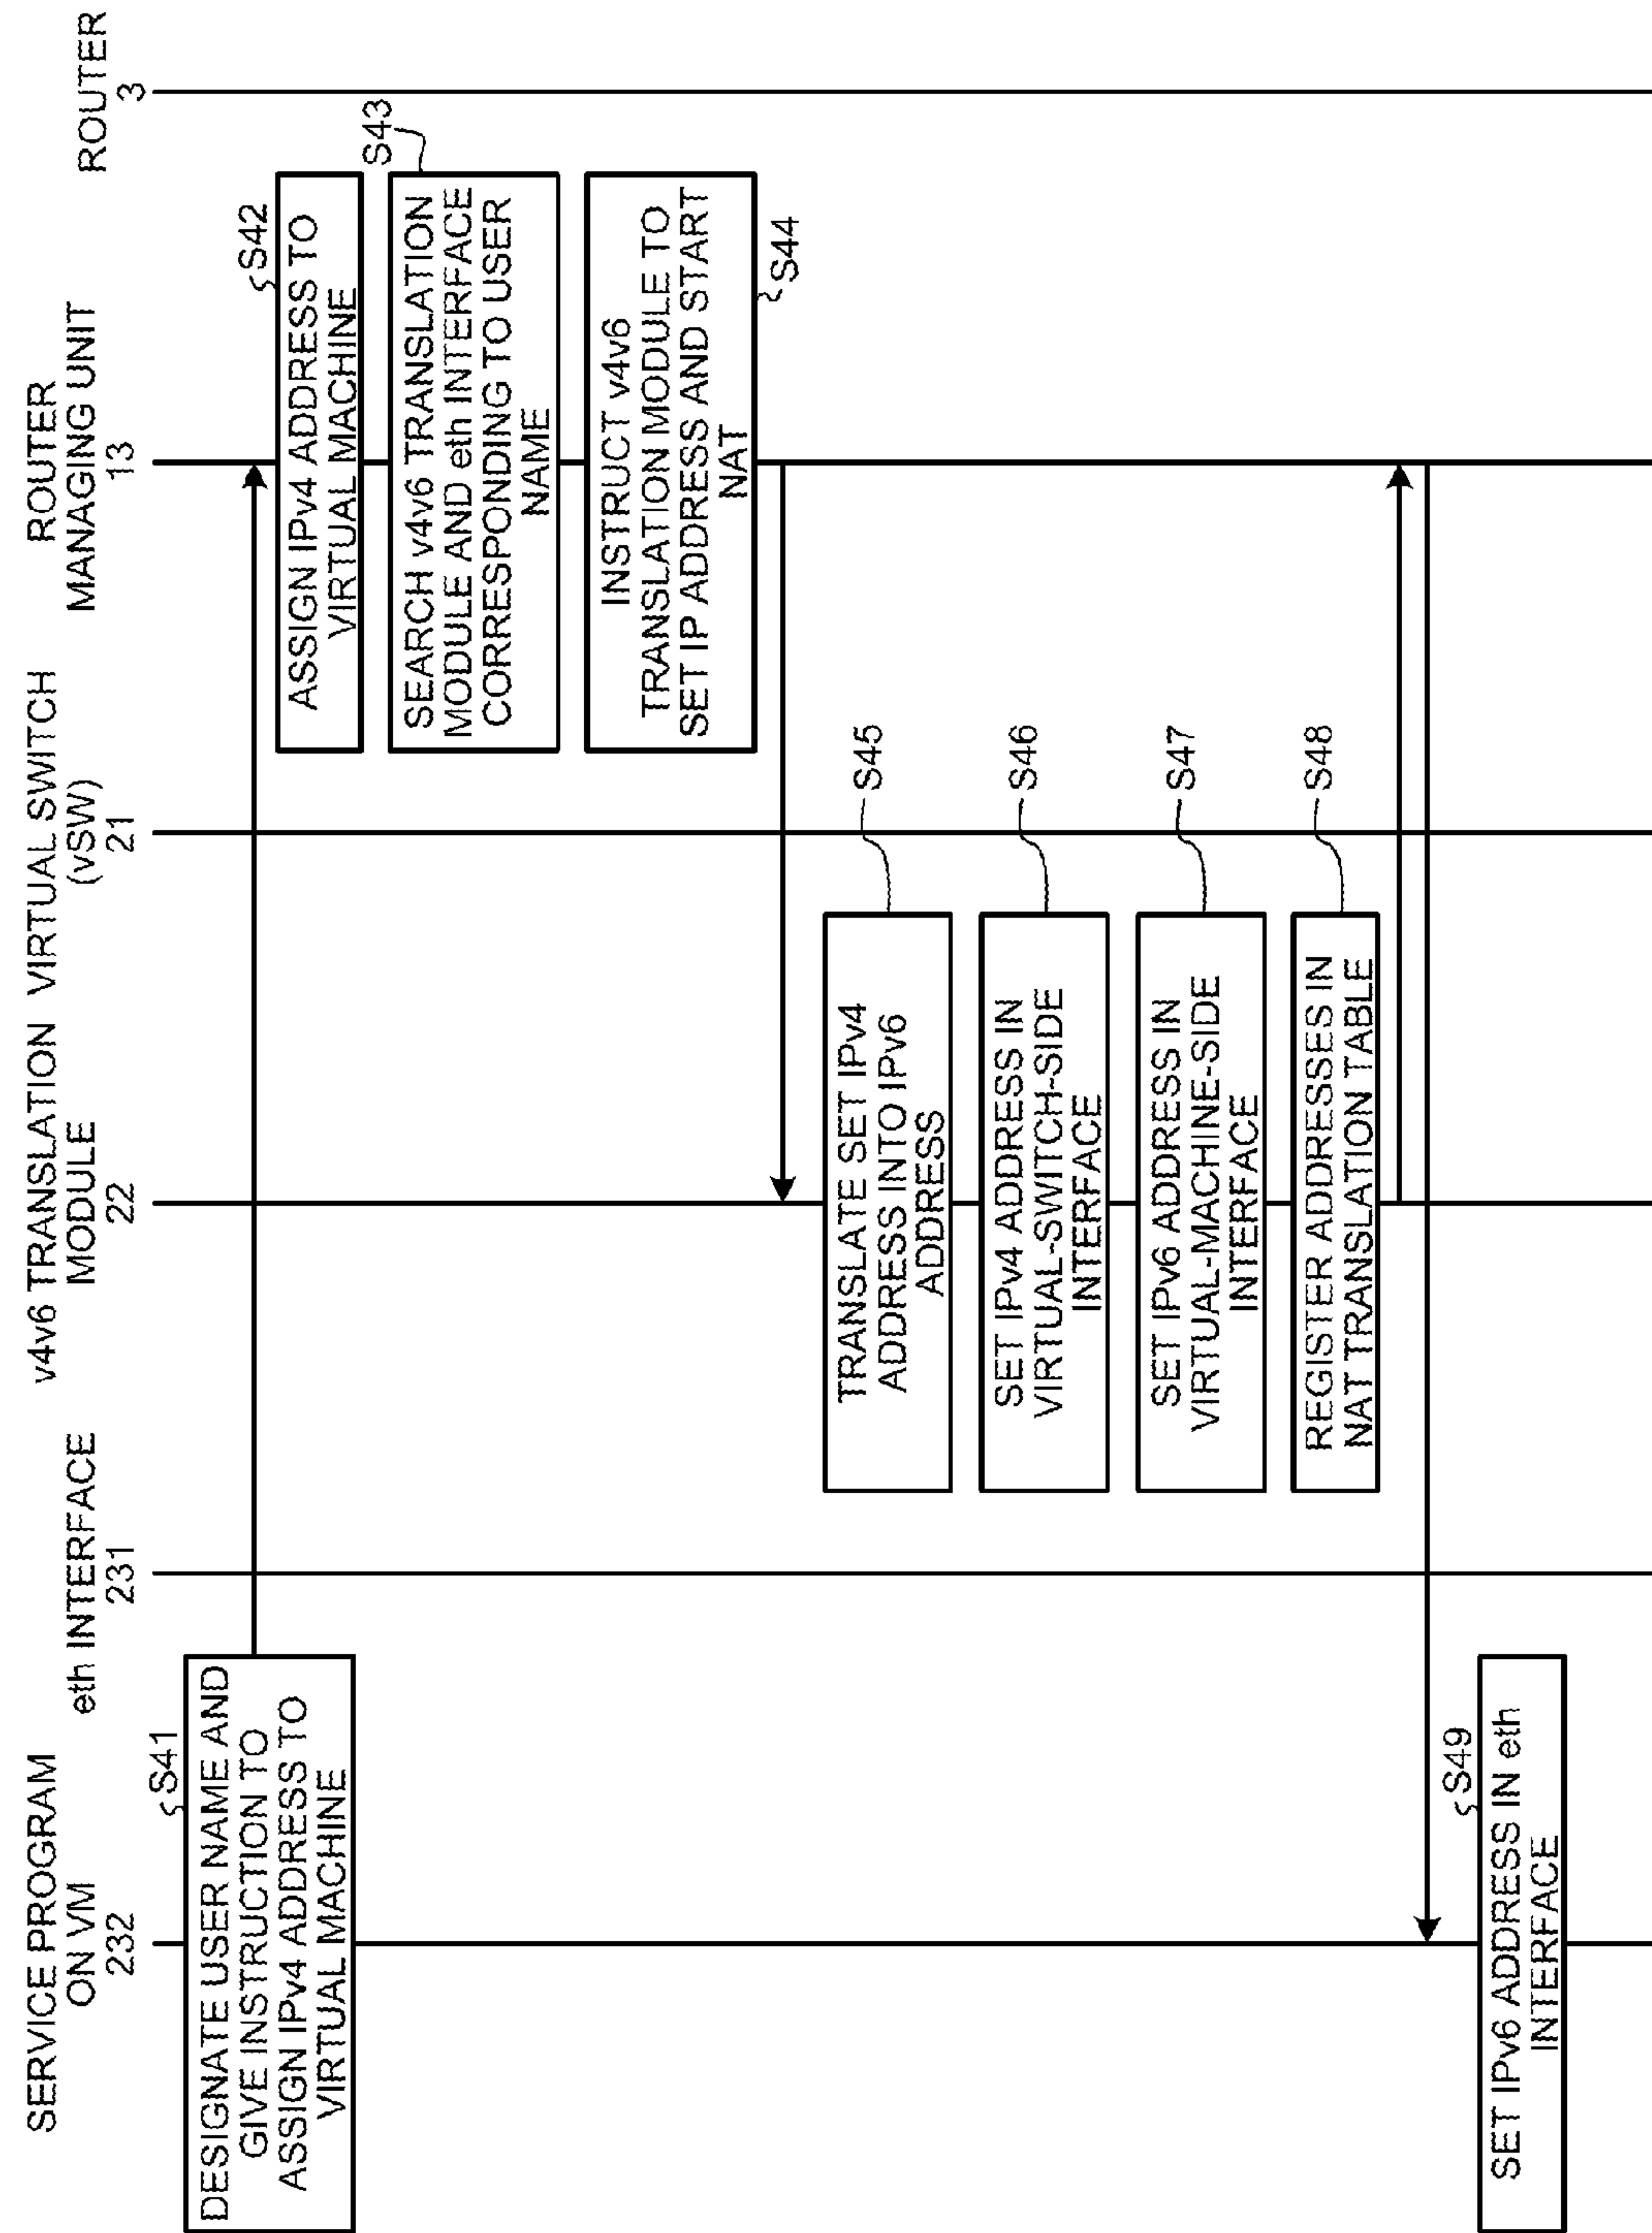 SERVICE PROGRAM
ON VM
232
eth INTERFACE
231
v4v6 TRANSLATION
MODULE
22
VIRTUAL SWITCH
(vSW)
21
ROUTER
MANAGING UNIT
13
ROUTER
3
S41
DESIGNATE USER NAME AND
GIVE INSTRUCTION TO
ASSIGN IPv4 ADDRESS TO
VIRTUAL MACHINE
S42
ASSIGN IPv4 ADDRESS TO
VIRTUAL MACHINE
S43
SEARCH v4v6 TRANSLATION
MODULE AND eth INTERFACE
CORRESPONDING TO USER
NAME
INSTRUCT v4v6
TRANSLATION MODULE TO
SET IP ADDRESS AND START
NAT
S44
TRANSLATE SET IPv4
ADDRESS INTO IPv6
ADDRESS
S45
SET IPv4 ADDRESS IN
VIRTUAL-SWITCH-SIDE
INTERFACE
S46
SET IPv6 ADDRESS IN
VIRTUAL-MACHINE-SIDE
INTERFACE
S47
REGISTER ADDRESSES IN
NAT TRANSLATION TABLE
S48
S49
SET IPv6 ADDRESS IN eth
INTERFACE